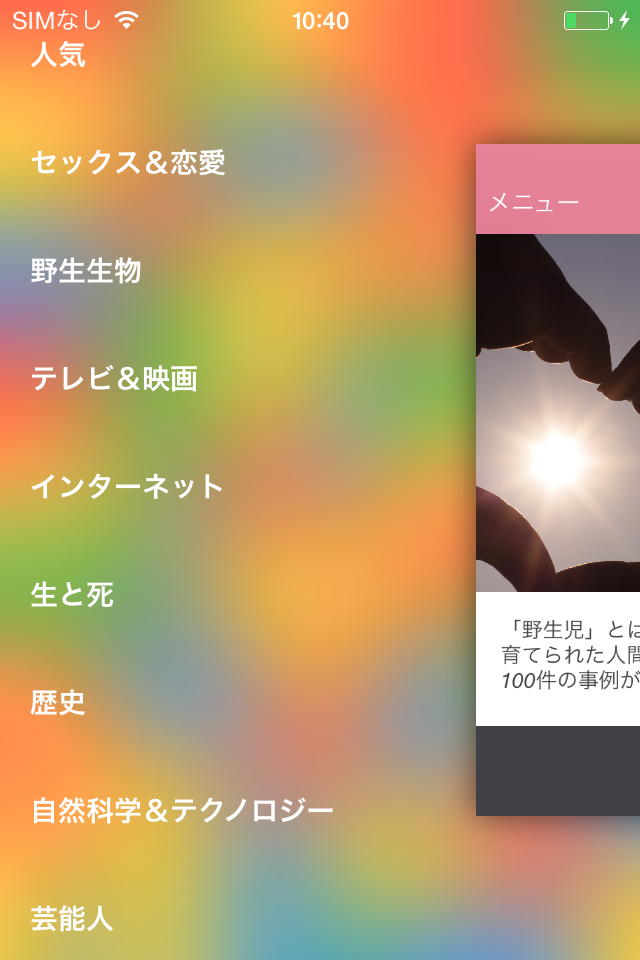 SIMなし
10:40
人気
セックス＆恋愛
野生生物
テレビ＆映画
インターネット
生と死
歴史
自然科学＆テクノロジー
芸能人
メニュー
「野生児」とは
育てられた人間
100件の事例が